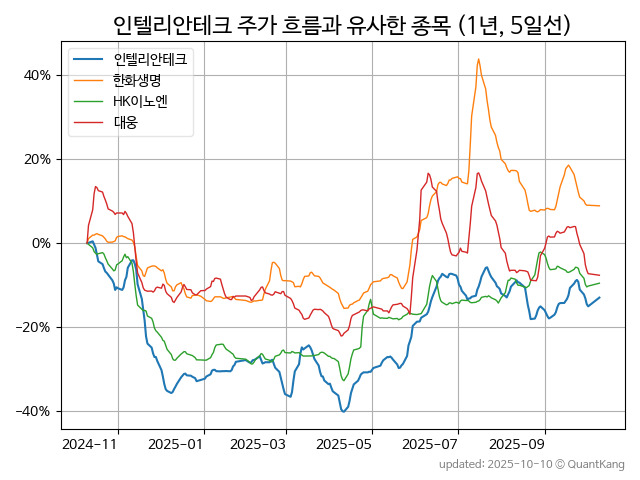 인텔리안테크 주가 흐름과 유사한 종목 (1년, 5일선)
인텔리안테크
한화생명
HK이노엔
대웅
40%
20%
0%
−20%
−40%
2024-11
2025-01
2025-03
2025-05
2025-07
2025-09
updated: 2025-10-10 © QuantKang